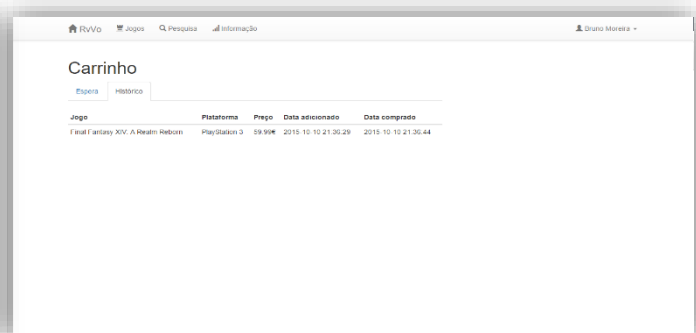 RvVo Jogos Pesquisa Informação Bruno Moreira
Carrinho
Espera Histórico
Jogo Plataforma Preço Data adicionado Data comprado
Final Fantasy XIV: A Realm Reborn PlayStation 3 59.99€ 2015-10-10 21:36:29 2015-10-10 21:36:44